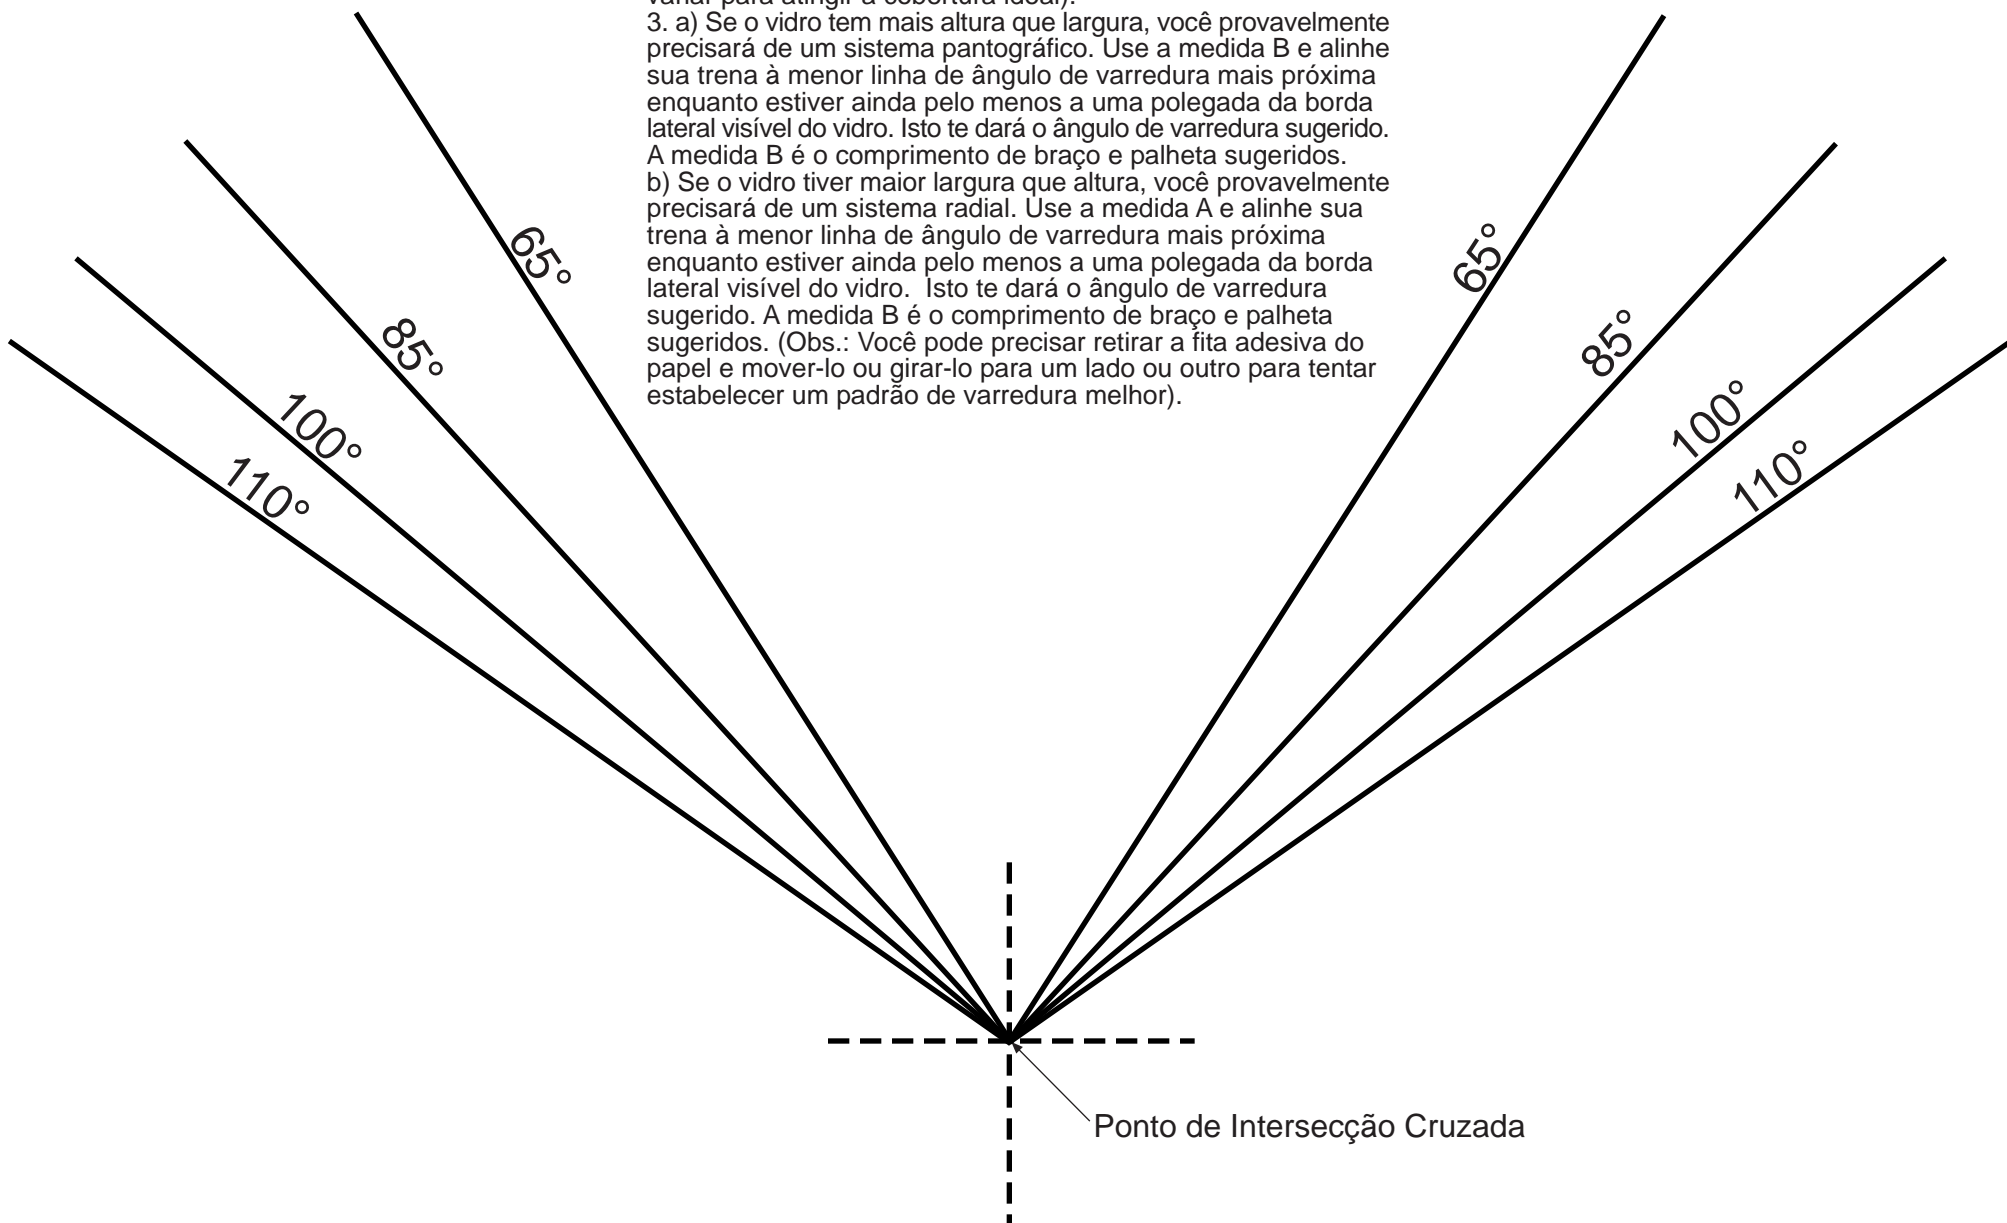 variar para atingir a cobertura ideal).
3. a) Se o vidro tem mais altura que largura, você provavelmente
precisará de um sistema pantográfico. Use a medida B e alinhe
sua trena à menor linha de ângulo de varredura mais próxima
enquanto estiver ainda pelo menos a uma polegada da borda
lateral visível do vidro. Isto te dará o ângulo de varredura sugerido.
A medida B é o comprimento de braço e palheta sugeridos.
b) Se o vidro tiver maior largura que altura, você provavelmente
precisará de um sistema radial. Use a medida A e alinhe sua
trena à menor linha de ângulo de varredura mais próxima
enquanto estiver ainda pelo menos a uma polegada da borda
lateral visível do vidro.  Isto te dará o ângulo de varredura
sugerido. A medida B é o comprimento de braço e palheta
sugeridos. (Obs.: Você pode precisar retirar a fita adesiva do
papel e mover-lo ou girar-lo para um lado ou outro para tentar
estabelecer um padrão de varredura melhor).
65°
85°
100°
110°
65°
85°
100°
110°
Ponto de Intersecção Cruzada